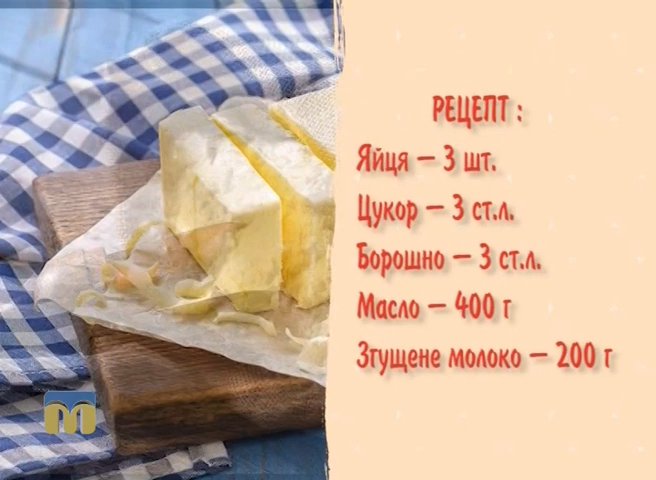 РЕЦЕПТ :
Яйця – 3 шт.
Цукор – 3 ст.л.
Борошно – 3 ст.л.
Масло – 400 г
Згущене молоко – 200 г